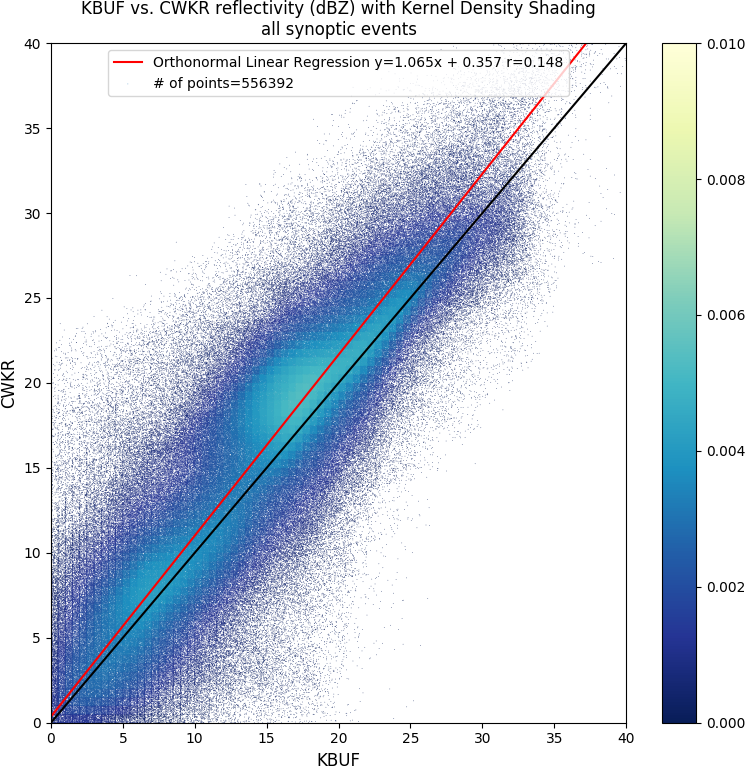 KBUF vs. CWKR reflectivity (dBZ) with Kernel Density Shading
all synoptic events
Orthonormal Linear Regression y=1.065x + 0.357 r=0.148
# of points=556392
CWKR
40
35
30
25
20
15
10
5
0
0 5 10 15 20 25 30 35 40
KBUF
0.010
0.008
0.006
0.004
0.002
0.000